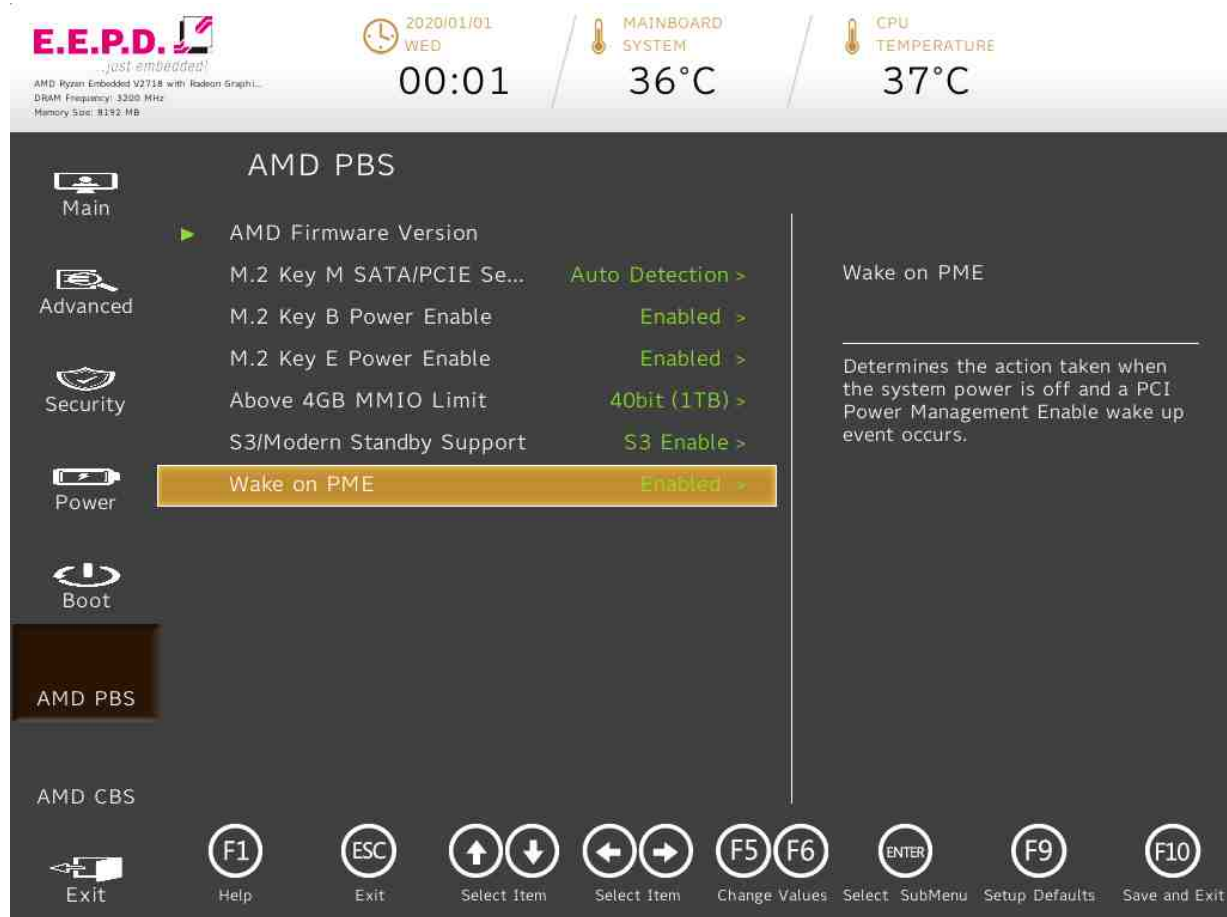 E.E.P.D.
...just embedded!
AMD Ryzen Embedded V2718 with Radeon Graphi...
DRAM Frequency: 3200 MHz
Memory Size: 8192 MB
2020/01/01
WED
00:01
MAINBOARD
SYSTEM
36°C
CPU
TEMPERATURE
37°C
Main
Advanced
Security
Power
Boot
AMD PBS
AMD CBS
Exit
AMD PBS
AMD Firmware Version
M.2 Key M SATA/PCIE Se... Auto Detection >
M.2 Key B Power Enable Enabled >
M.2 Key E Power Enable Enabled >
Above 4GB MMIO Limit 40bit (1TB) >
S3/Modern Standby Support S3 Enable >
Wake on PME Enabled >
Wake on PME
Determines the action taken when
the system power is off and a PCI
Power Management Enable wake up
event occurs.
F1 Help
ESC Exit
Select Item
Select Item
F5 F6 Change Values
ENTER Select SubMenu
F9 Setup Defaults
F10 Save and Exit